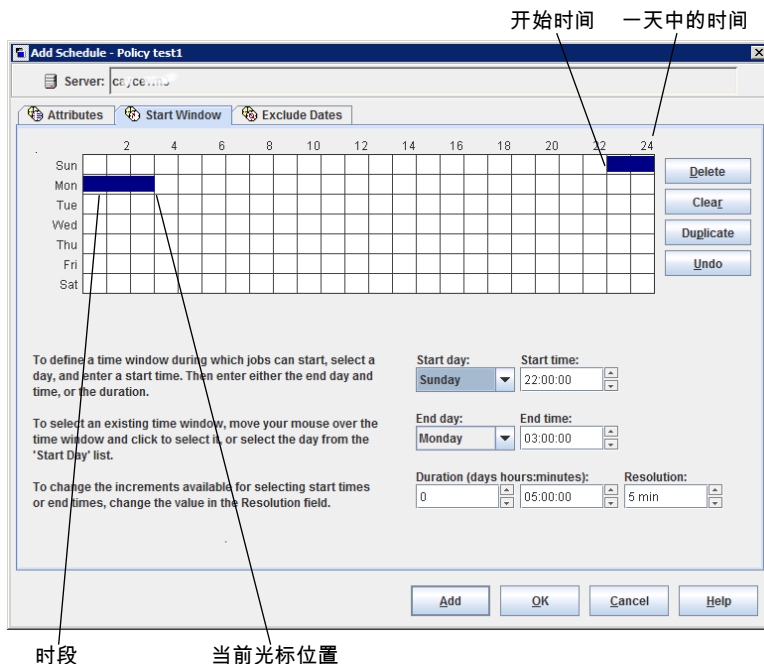 开始时间 一天中的时间
Add Schedule - Policy test1
Server:
Attributes Start Window Exclude Dates
2 4 6 8 10 12 14 16 18 20 22 24
Sun
Mon
Tue
Wed
Thu
Fri
Sat
Delete
Clear
Duplicate
Undo
To define a time window during which jobs can start, select a
day, and enter a start time. Then enter either the end day and
time, or the duration.
To select an existing time window, move your mouse over the
time window and click to select it, or select the day from the
'Start Day' list.
To change the increments available for selecting start times
or end times, change the value in the Resolution field.
Start day: Start time:
Sunday 22:00:00
End day: End time:
Monday 03:00:00
Duration (days hours:minutes): Resolution:
0 05:00:00 5 min
Add OK Cancel Help
时段 当前光标位置